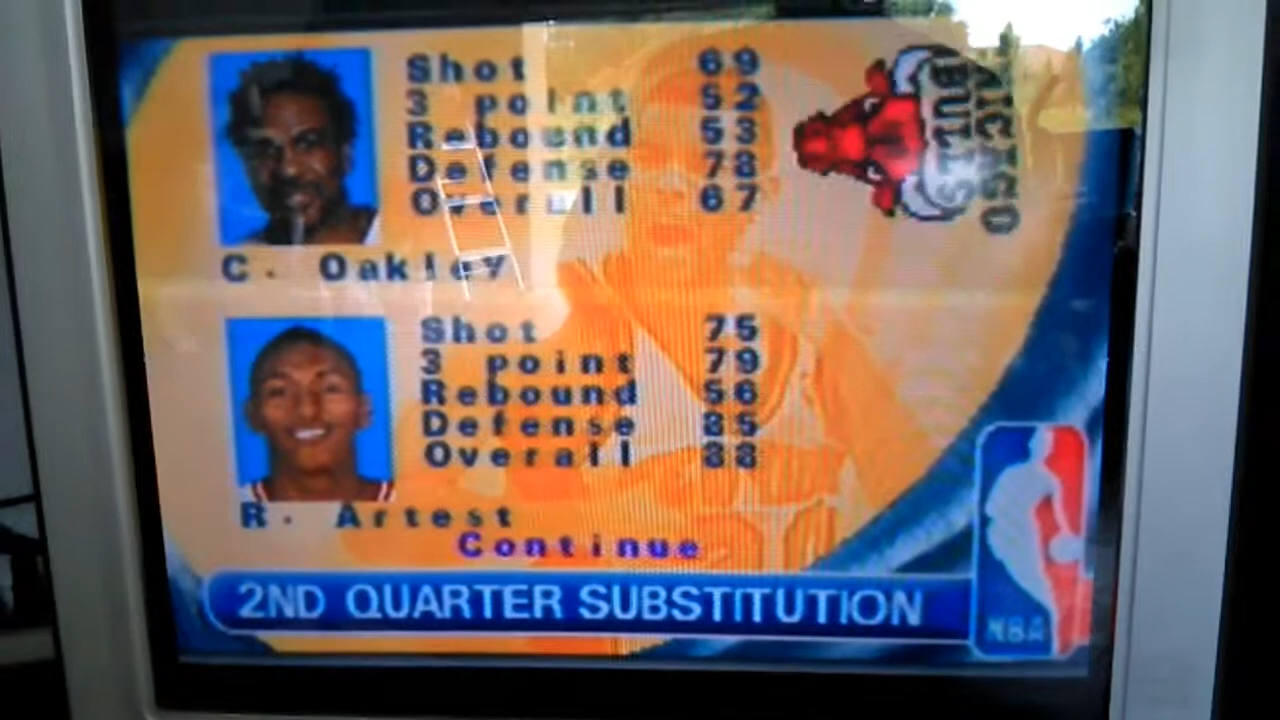 Shot 69
3 point 52
Rebound 53
Defense 78
Overall 67
C. Oakley
CHICAGO
BULLS
Shot 75
3 point 79
Rebound 56
Defense 85
Overall 88
R. Artest
Continue
2ND QUARTER SUBSTITUTION
NBA